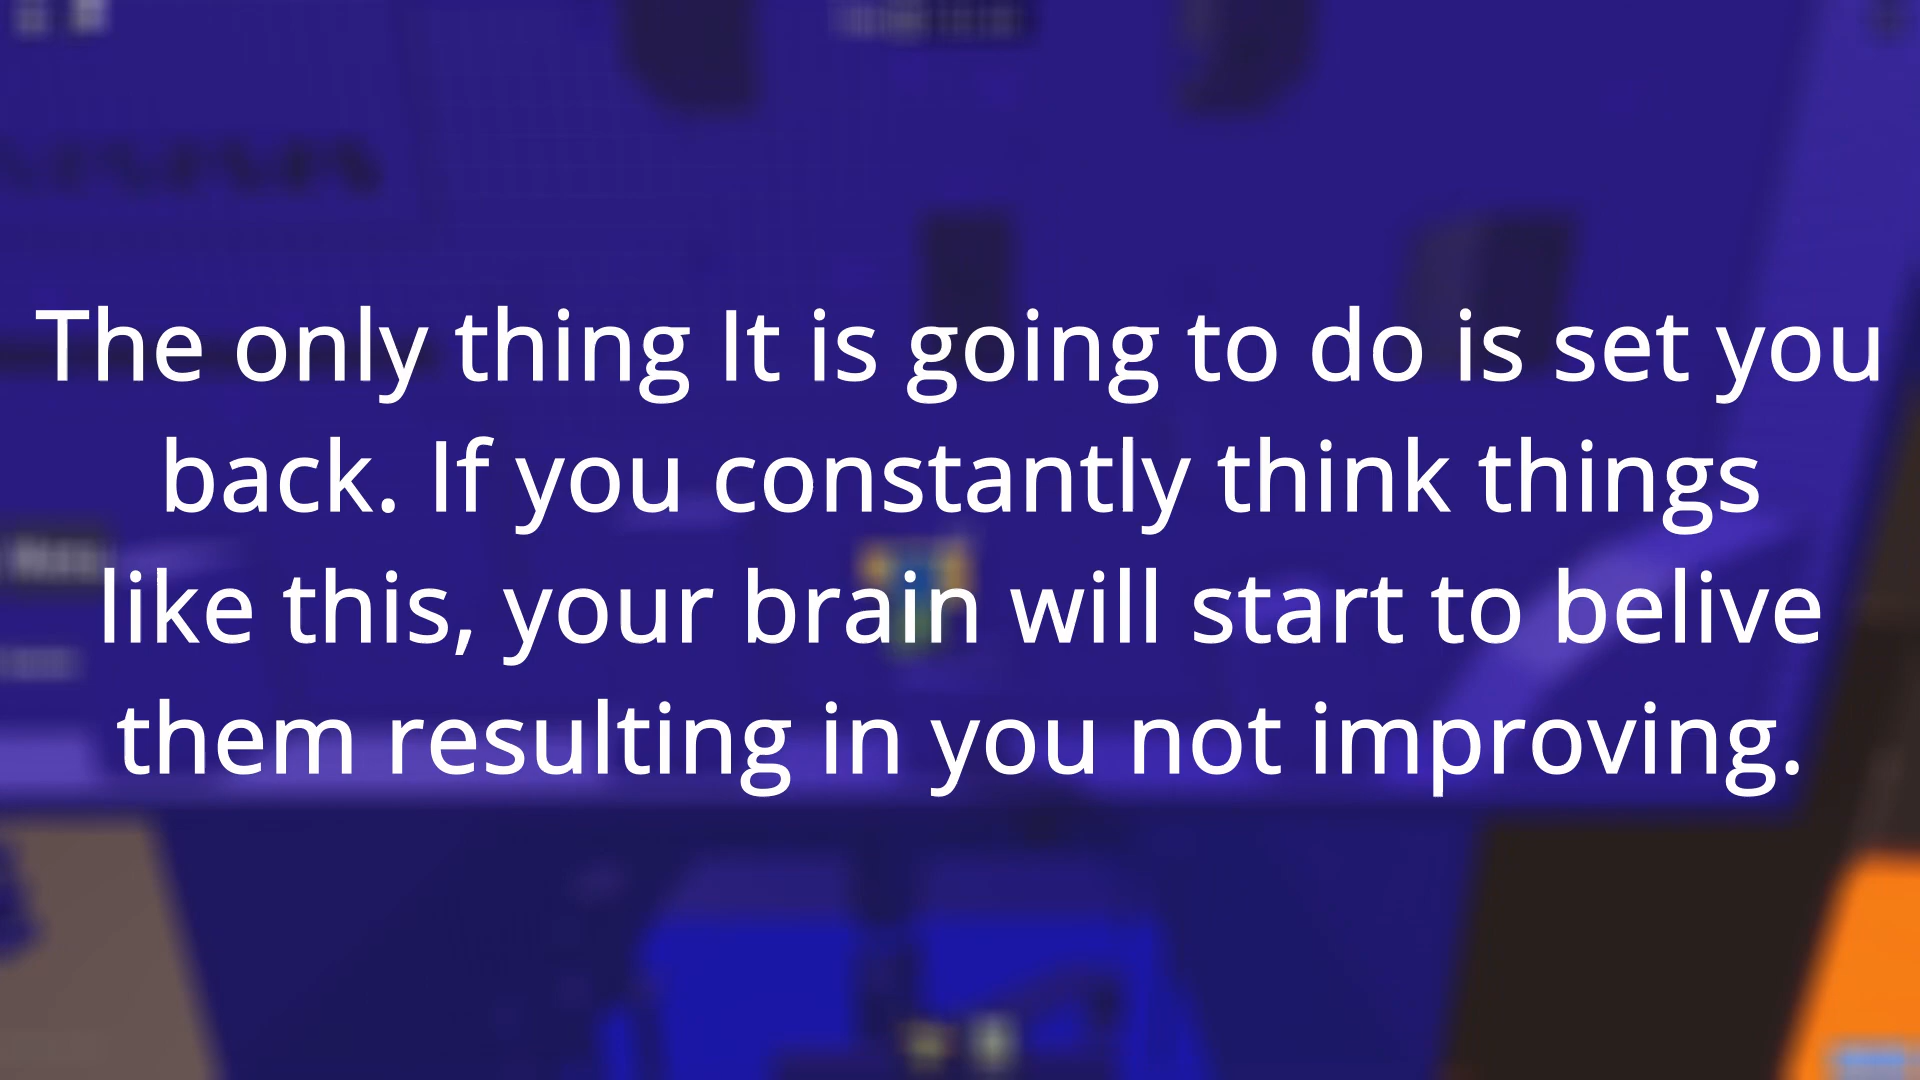 The only thing It is going to do is set you
back. If you constantly think things
like this, your brain will start to belive
them resulting in you not improving.